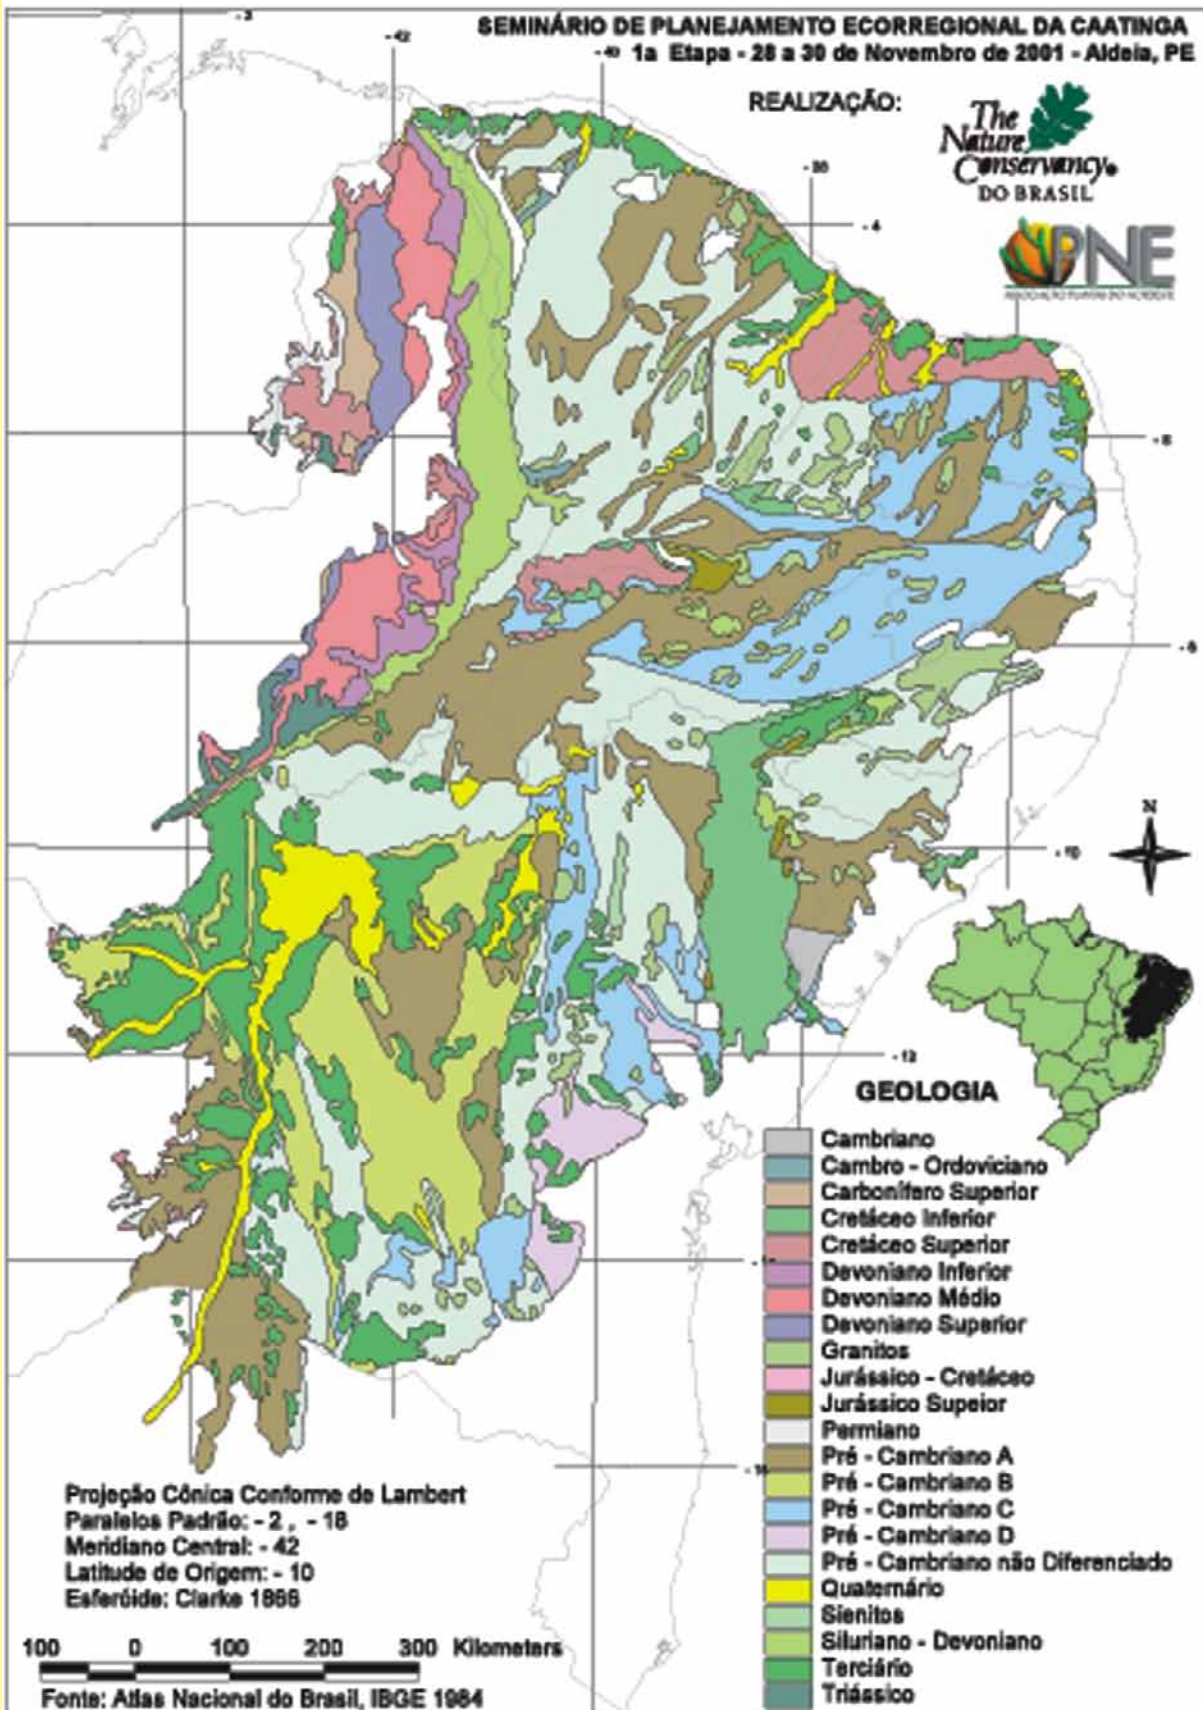 SEMINÁRIO DE PLANEJAMENTO ECORREGIONAL DA CAATINGA
1a Etapa - 28 a 30 de Novembro de 2001 - Aldeia, PE
REALIZAÇÃO:
The
Nature
Conservancy
DO BRASIL
PNE
- 42
- 40
- 4
- 8
- 10
- 12
N
GEOLOGIA
Cambriano
Cambro - Ordoviciano
Carbonífero Superior
Cretáceo Inferior
Cretáceo Superior
Devoniano Inferior
Devoniano Médio
Devoniano Superior
Granitos
Jurássico - Cretáceo
Jurássico Supeior
Permiano
Pré - Cambriano A
Pré - Cambriano B
Pré - Cambriano C
Pré - Cambriano D
Pré - Cambriano não Diferenciado
Quaternário
Sienitos
Siluriano - Devoniano
Terciário
Triássico
Projeção Cônica Conforme de Lambert
Paralelos Padrão: - 2 , - 18
Meridiano Central: - 42
Latitude de Origem: - 10
Esferóide: Clarke 1866
100 0 100 200 300 Kilometers
Fonte: Atlas Nacional do Brasil, IBGE 1984